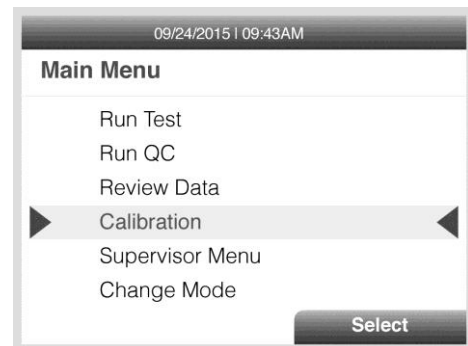 09/24/2015 | 09:43AM
Main Menu
Run Test
Run QC
Review Data
Calibration
Supervisor Menu
Change Mode
Select